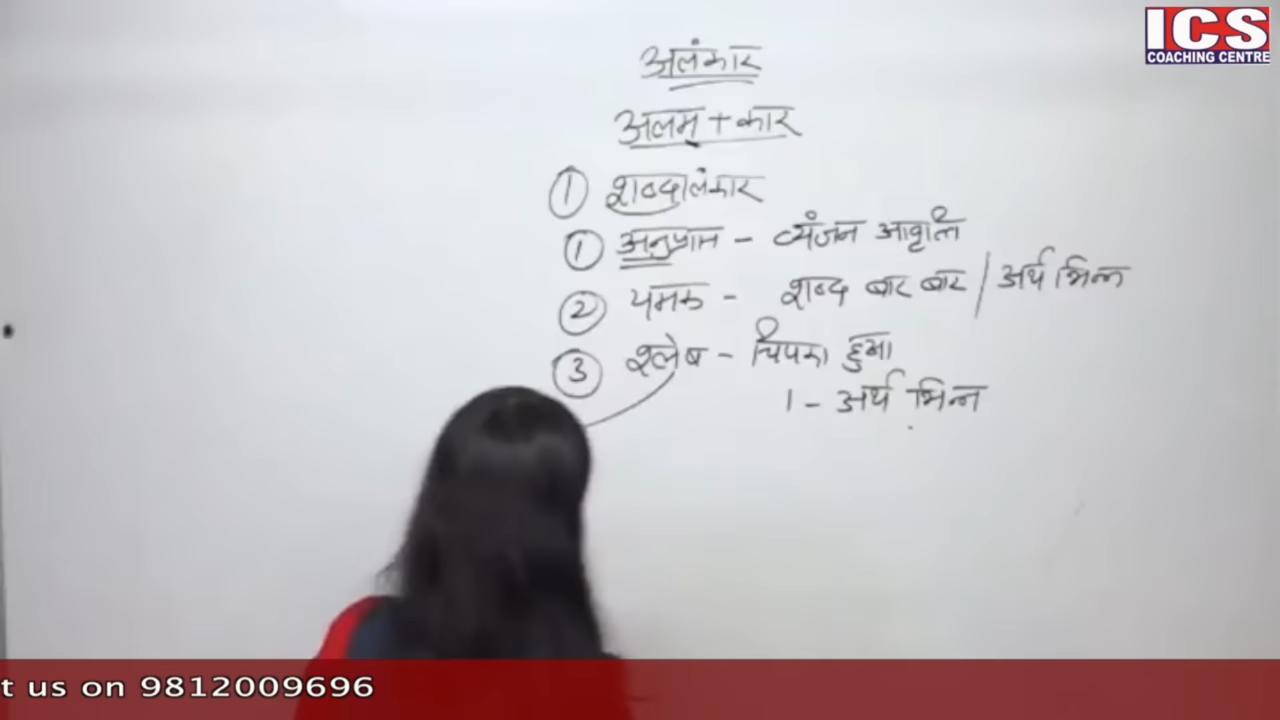 ICS
COACHING CENTRE
अलंकार
अलम् + कार
① शब्दालंकार
① अनुप्रास - व्यंजन आवृत्ति
② यमक - शब्द बार बार / अर्थ भिन्न
③ श्लेष - चिपका हुआ
1 - अर्थ भिन्न
t us on 9812009696